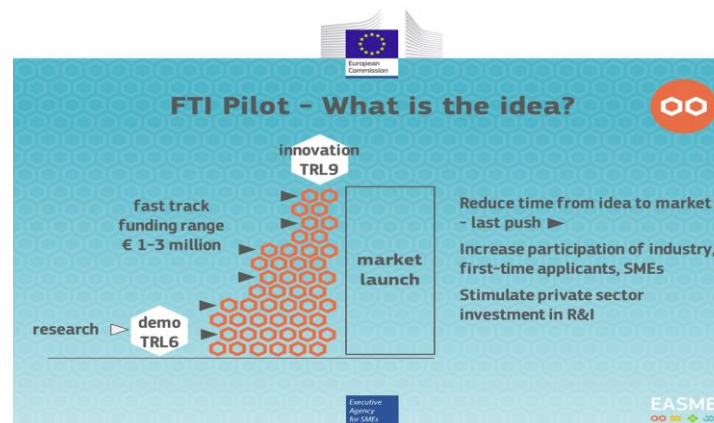 European
Commission
FTI Pilot – What is the idea?
innovation
TRL9
fast track
funding range
€ 1–3 million
research
demo
TRL6
market
launch
Reduce time from idea to market
– last push
Increase participation of industry,
first-time applicants, SMEs
Stimulate private sector
investment in R&I
Executive
Agency
for SMEs
EASME